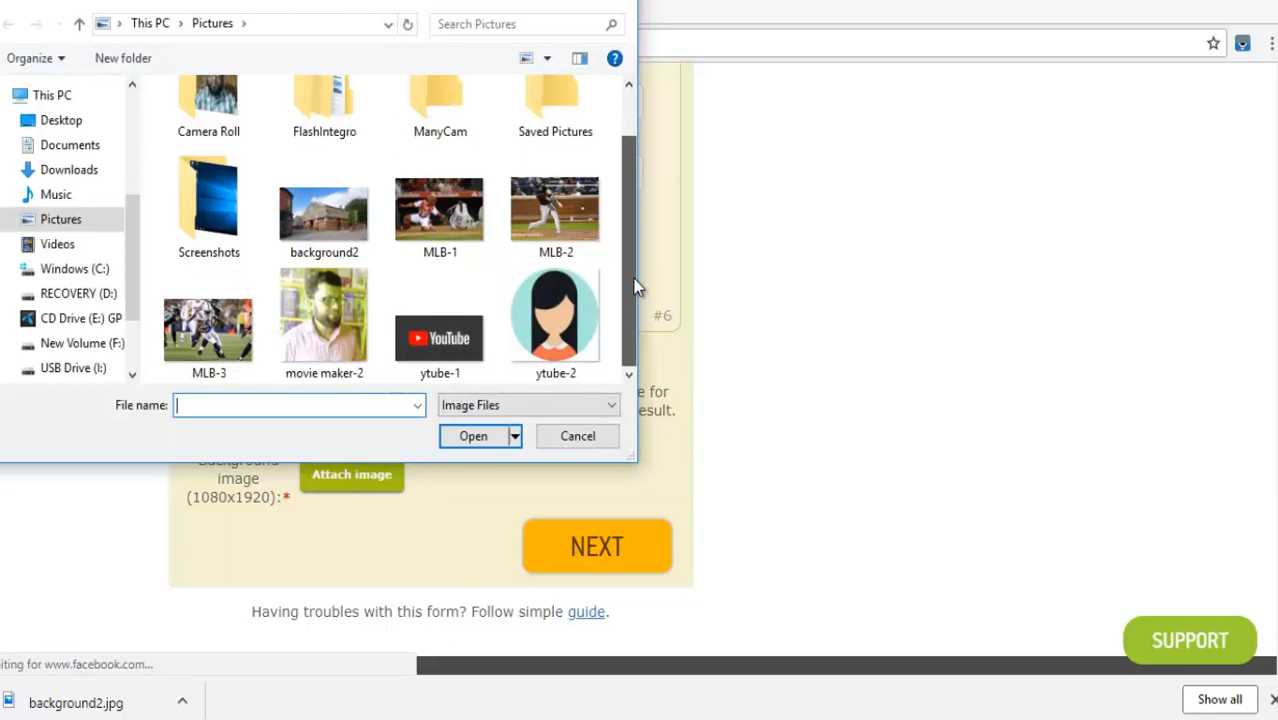 This PC Pictures Search Pictures
Organize New folder
This PC
Desktop
Documents
Downloads
Music
Pictures
Videos
Windows (C:)
RECOVERY (D:)
CD Drive (E:) GP
New Volume (F:)
USB Drive (I:)
Camera Roll FlashIntegro ManyCam Saved Pictures
Screenshots background2 MLB-1 MLB-2
YouTube
MLB-3 movie maker-2 ytube-1 ytube-2
File name: Image Files
Open Cancel
#6
e for
esult.
Background
image
(1080x1920):*
Attach image
NEXT
Having troubles with this form? Follow simple guide.
SUPPORT
iting for www.facebook.com...
background2.jpg Show all